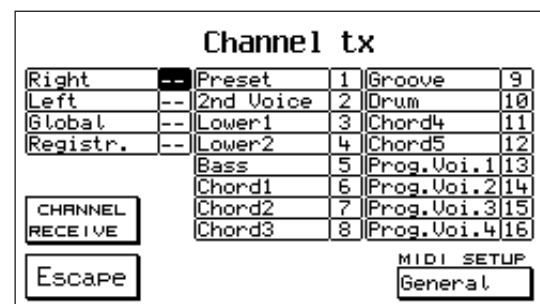 Channel tx
Right -- Preset 1 Groove 9
Left -- 2nd Voice 2 Drum 10
Global -- Lower1 3 Chord4 11
Registr. -- Lower2 4 Chord5 12
Bass 5 Prog.Voi.1 13
Chord1 6 Prog.Voi.2 14
Chord2 7 Prog.Voi.3 15
Chord3 8 Prog.Voi.4 16
CHANNEL
RECEIVE
Escape
MIDI SETUP
General